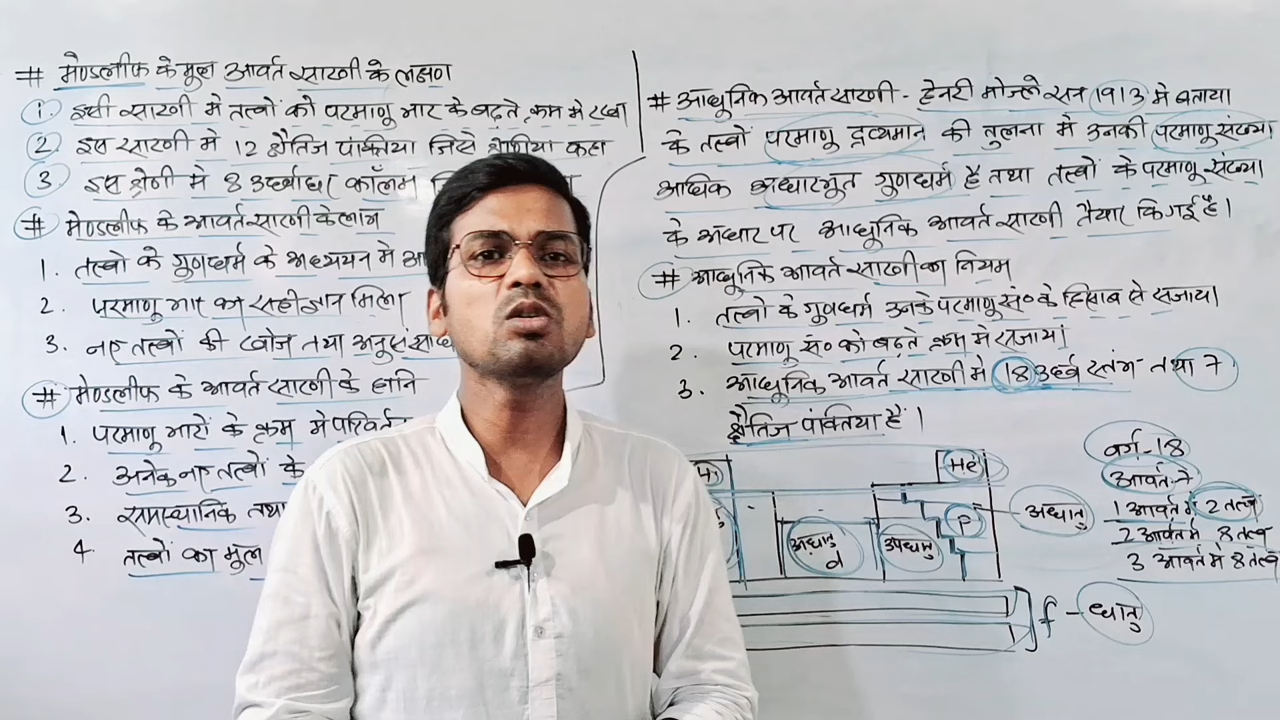 # मेण्डलीफ के मूल आवर्त सारणी के लक्षण
1. इसी सारणी में तत्वों को परमाणु भार के बढ़ते क्रम में रखा
2. इस सारणी में 12 क्षैतिज पंक्तिया जिसे श्रेणीया कहा
3. इस श्रेणी में 8 उर्ध्वाधर कॉलम
# मेण्डलीफ के आवर्त सारणी के लाभ
1. तत्वो के गुणधर्म के अध्ययन में
2. परमाणु भार का सही ज्ञान मिला
3. नए तत्वों की खोज तथा अनुसंधा
# मेण्डलीफ के आवर्त सारणी के हानि
1. परमाणु भारों के क्रम में परिवर्तन
2. अनेक नए तत्वों के
3. समस्थानिक तथा
4. तत्वों का मूल
# आधुनिक आवर्त सारणी - हेनरी मोज्ले सन 1913 में बताया
के तत्वों परमाणु द्रव्यमान की तुलना में उनकी परमाणु संख्या
अधिक अधारभूत गुणधर्म हैं तथा तत्वों के परमाणु संख्या
के अधार पर आधुनिक आवर्त सारणी तैयार कि गई है।
# आधुनिक आवर्त सारणी का नियम
1. तत्वो के गुणधर्म उनके परमाणु सं० के हिसाब से सजाय।
2. परमाणु सं० को बढ़ते क्रम में सजाय।
3. आधुनिक आवर्त सारणी में 18 उर्ध्व स्तंभ तथा 7
क्षैतिज पंक्तिया हैं।
He
P
अधातु
अधातु
d
उपधातु
f - धातु
वर्ग-18
आवर्त-7
1 आवर्त में 2 तत्व
2 आवर्त में 8 तत्व
3 आवर्त में 8 तत्व